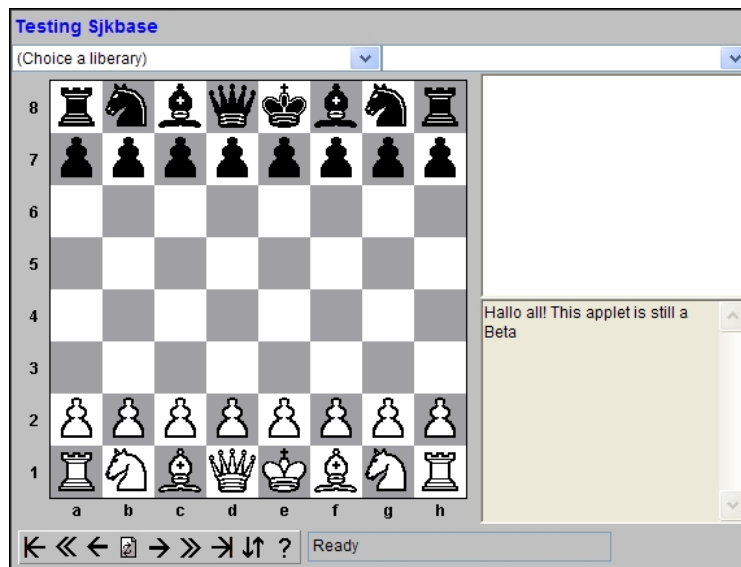 Testing Sjkbase
(Choice a liberary)
8
7
6
5
4
3
2
1
a b c d e f g h
Hallo all! This applet is still a
Beta
?
Ready